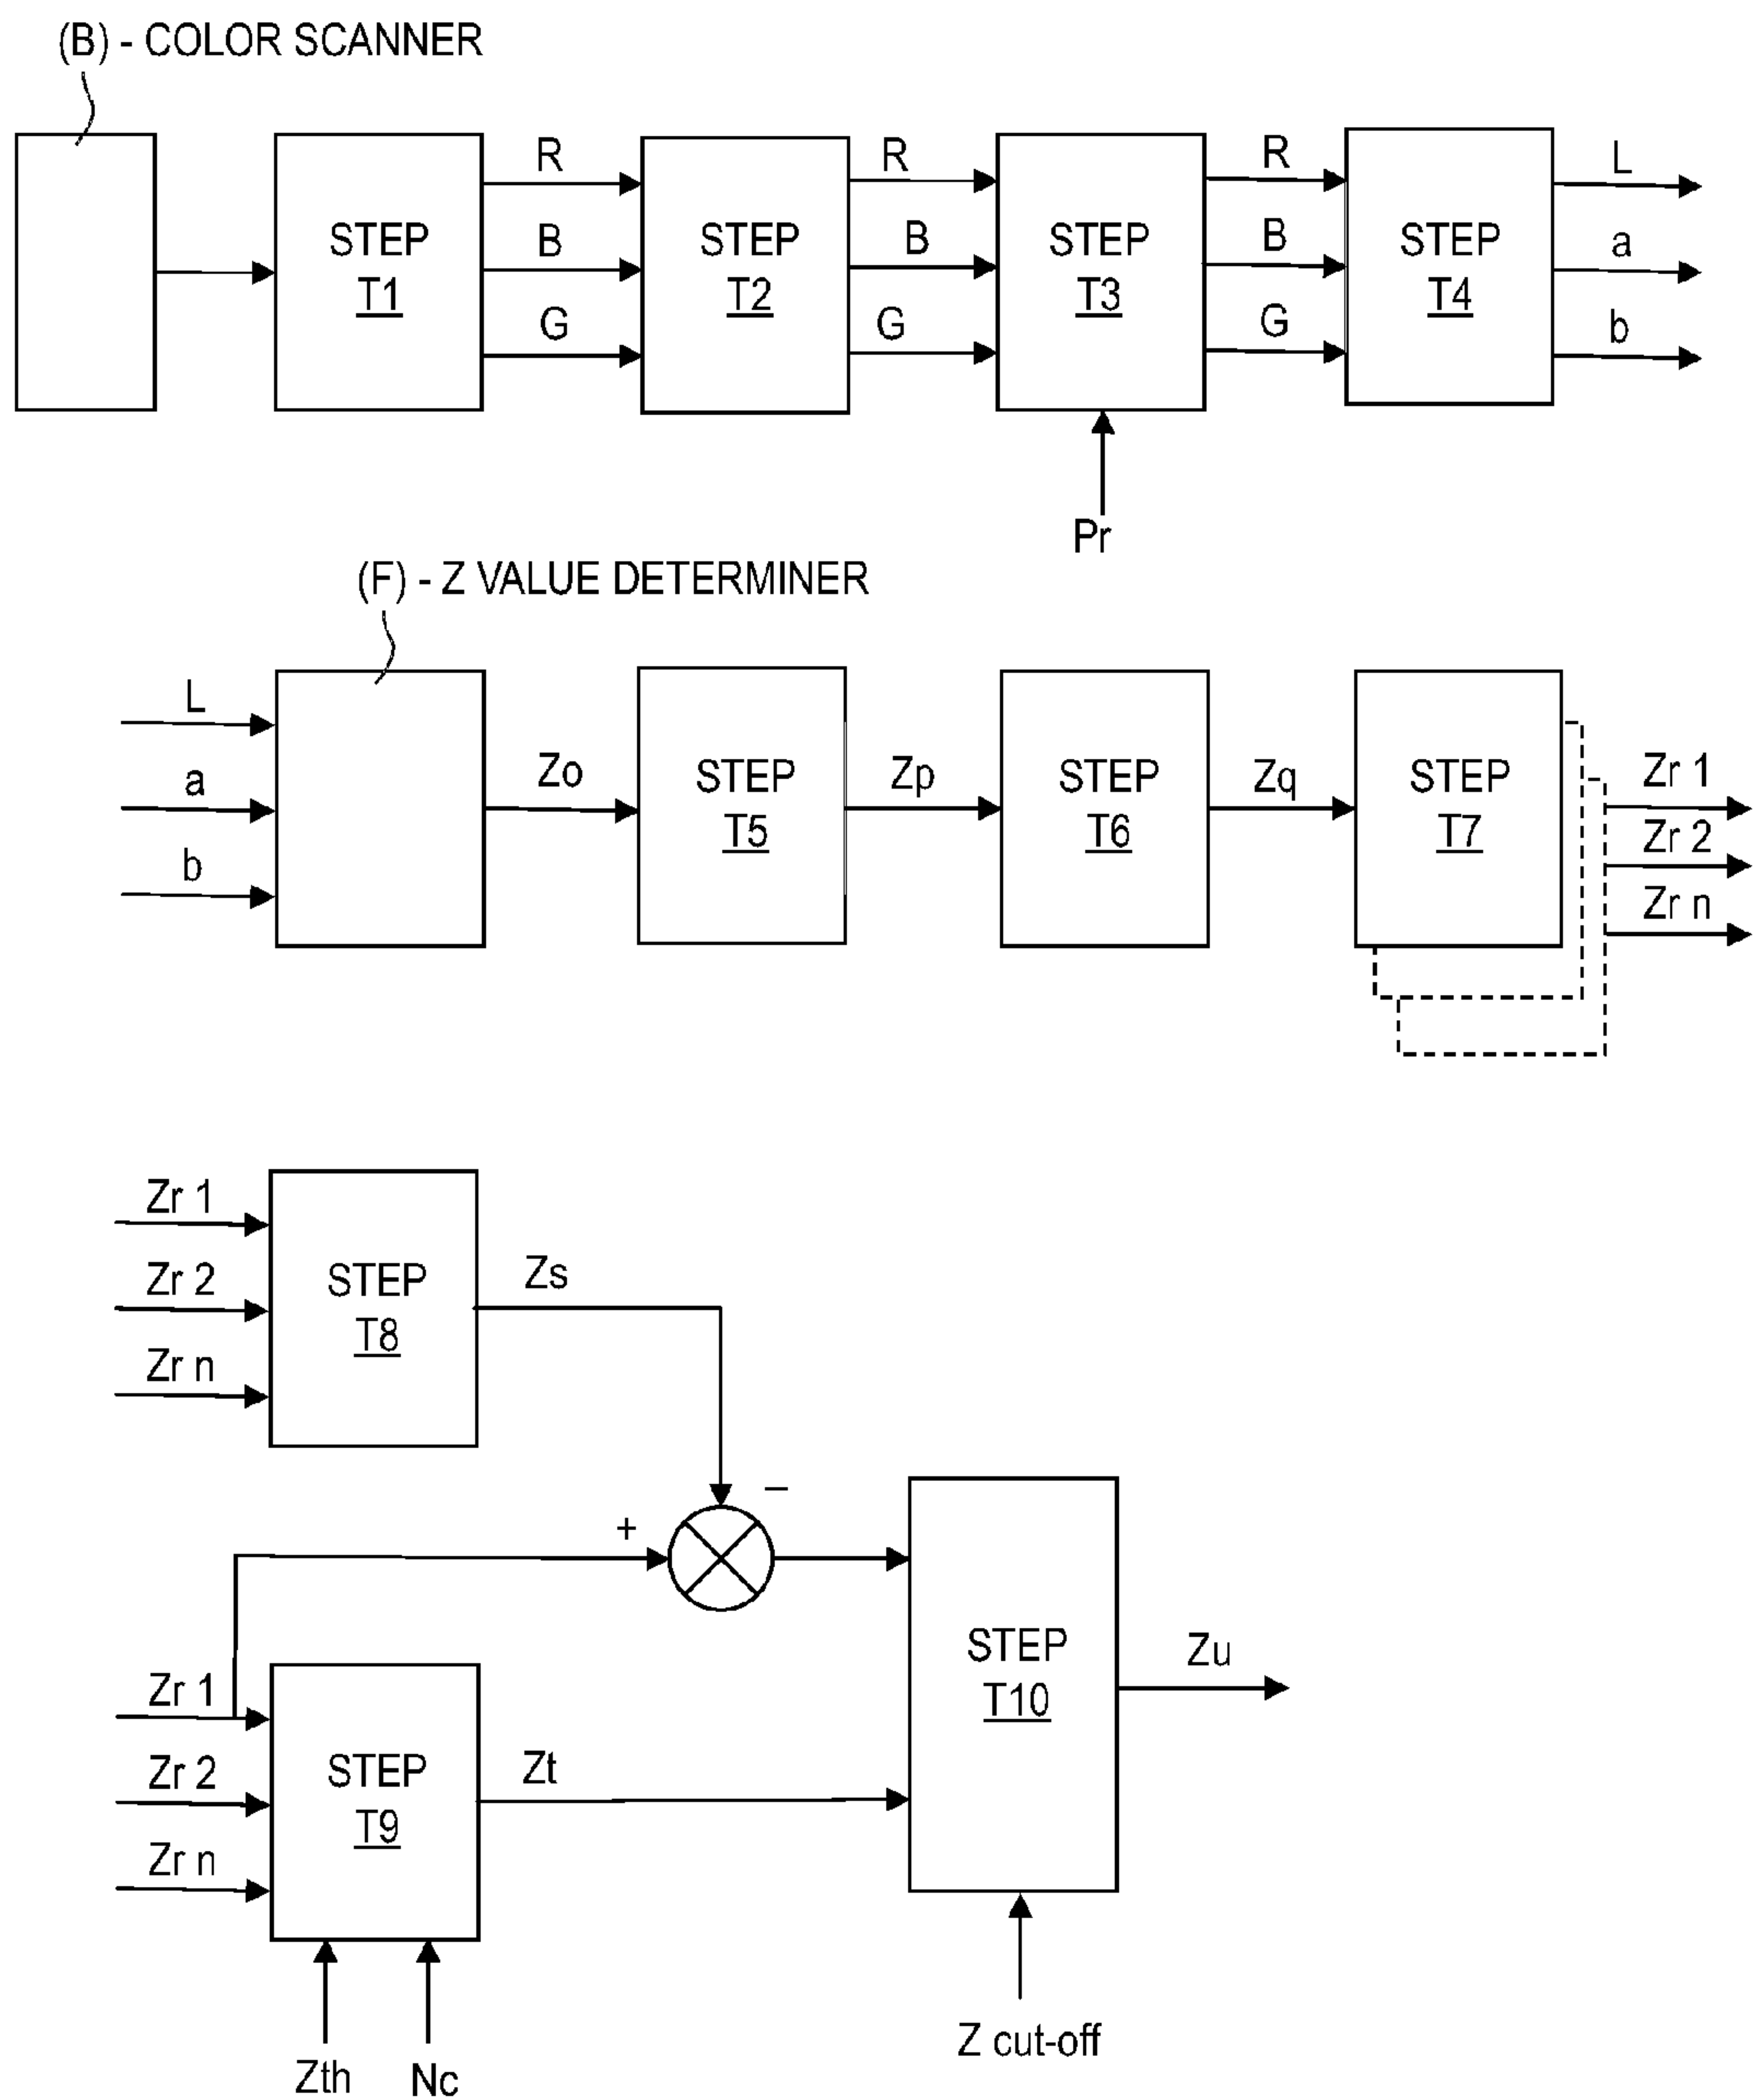 (B) - COLOR SCANNER
R
R
R
L
B
B
B
a
G
G
G
b
STEP
T1
STEP
T2
STEP
T3
STEP
T4
Pr
(F) - Z VALUE DETERMINER
L
a
b
Zo
STEP
T5
Zp
STEP
T6
Zq
STEP
T7
Zr 1
Zr 2
Zr n
Zr 1
Zr 2
Zr n
STEP
T8
Zs
–
+
Zr 1
Zr 2
Zr n
STEP
T9
Zt
STEP
T10
Zu
Zth
Nc
Z cut-off